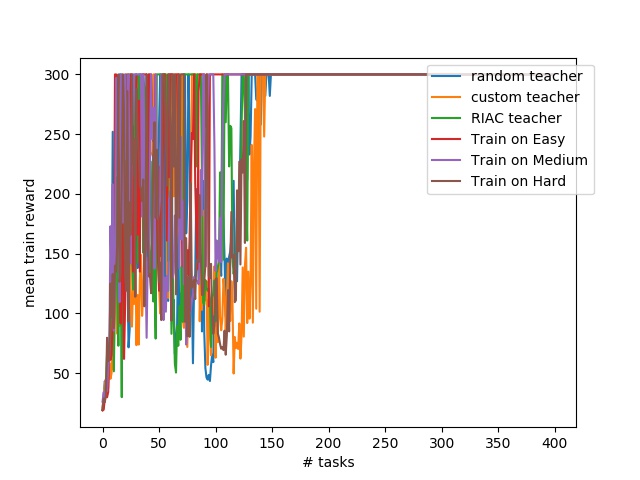 300
250
200
150
100
50
mean train reward
0
50
100
150
200
250
300
350
400
# tasks
random teacher
custom teacher
RIAC teacher
Train on Easy
Train on Medium
Train on Hard